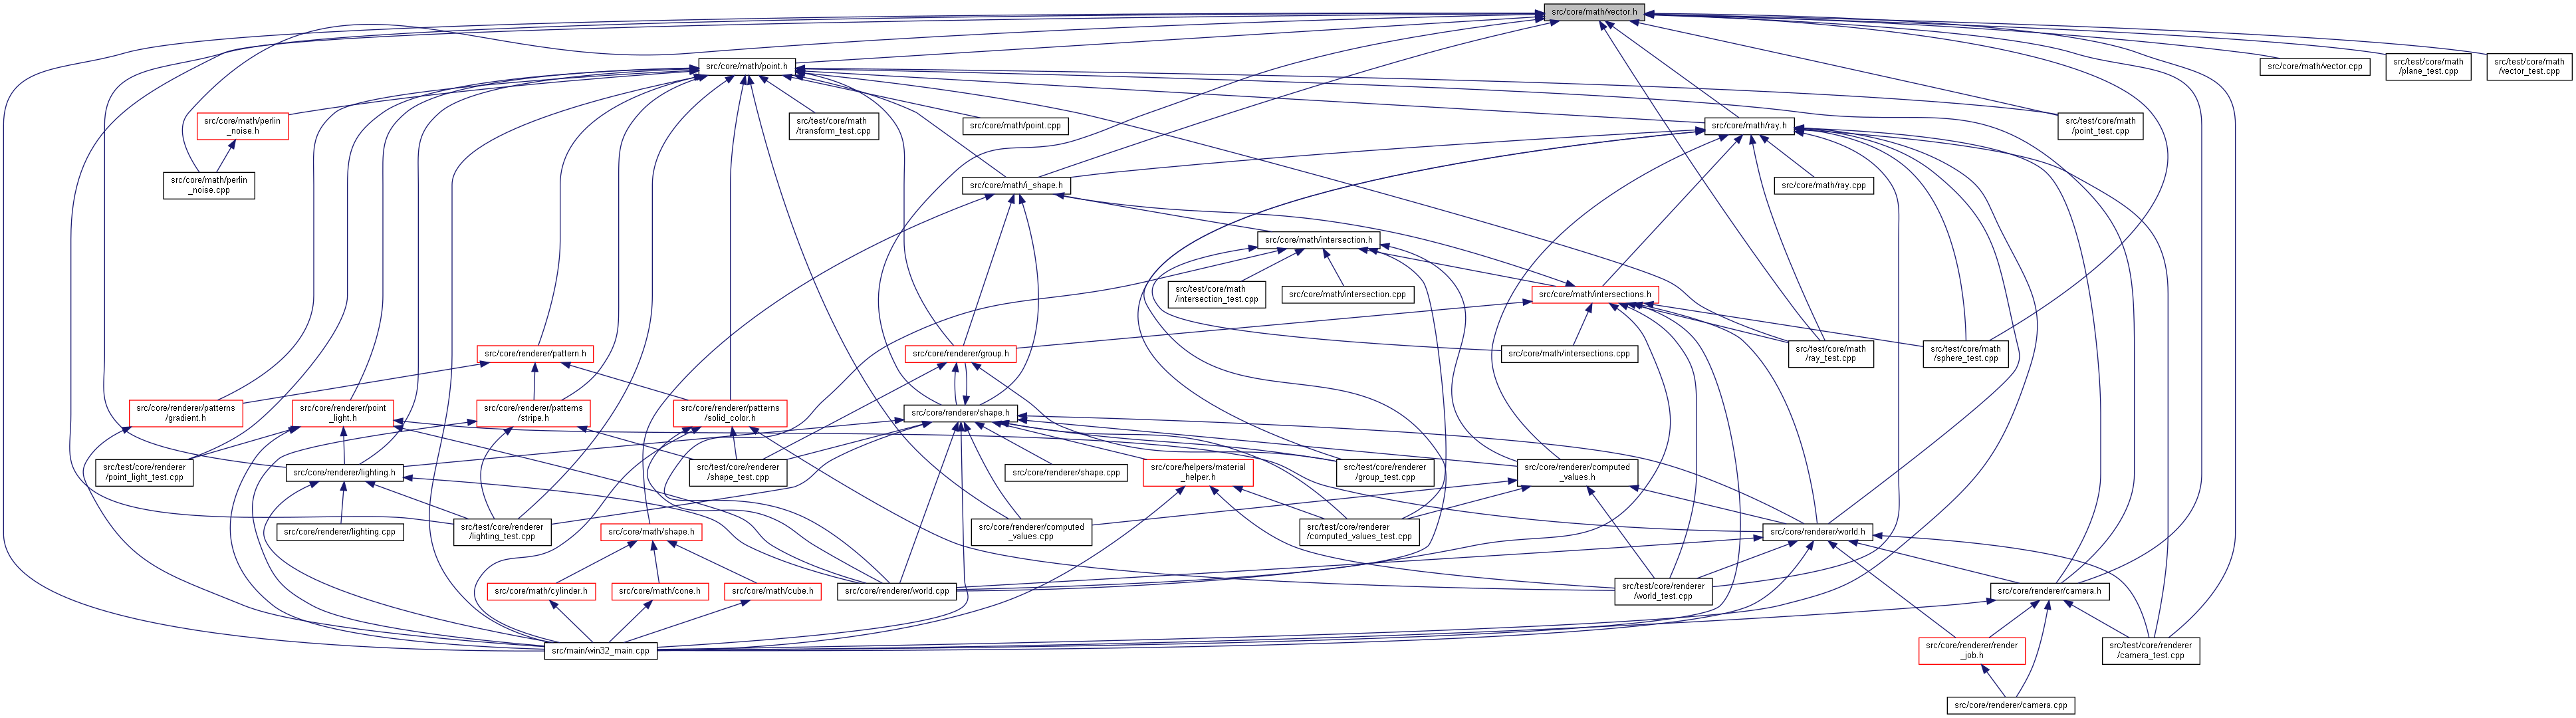 src/core/math/vector.h
src/core/math/point.h
src/core/math/vector.cpp
src/test/core/math
/plane_test.cpp
src/test/core/math
/vector_test.cpp
src/core/math/perlin
_noise.h
src/test/core/math
/transform_test.cpp
src/core/math/point.cpp
src/core/math/ray.h
src/test/core/math
/point_test.cpp
src/core/math/perlin
_noise.cpp
src/core/math/i_shape.h
src/core/math/ray.cpp
src/core/math/intersection.h
src/test/core/math
/intersection_test.cpp
src/core/math/intersection.cpp
src/core/math/intersections.h
src/core/renderer/pattern.h
src/core/renderer/group.h
src/core/math/intersections.cpp
src/test/core/math
/ray_test.cpp
src/test/core/math
/sphere_test.cpp
src/core/renderer/patterns
/gradient.h
src/core/renderer/point
_light.h
src/core/renderer/patterns
/stripe.h
src/core/renderer/patterns
/solid_color.h
src/core/renderer/shape.h
src/test/core/renderer
/point_light_test.cpp
src/core/renderer/lighting.h
src/test/core/renderer
/shape_test.cpp
src/core/renderer/shape.cpp
src/core/helpers/material
_helper.h
src/test/core/renderer
/group_test.cpp
src/core/renderer/computed
_values.h
src/core/renderer/lighting.cpp
src/test/core/renderer
/lighting_test.cpp
src/core/math/shape.h
src/core/renderer/computed
_values.cpp
src/test/core/renderer
/computed_values_test.cpp
src/core/renderer/world.h
src/core/math/cylinder.h
src/core/math/cone.h
src/core/math/cube.h
src/core/renderer/world.cpp
src/test/core/renderer
/world_test.cpp
src/core/renderer/camera.h
src/main/win32_main.cpp
src/core/renderer/render
_job.h
src/test/core/renderer
/camera_test.cpp
src/core/renderer/camera.cpp